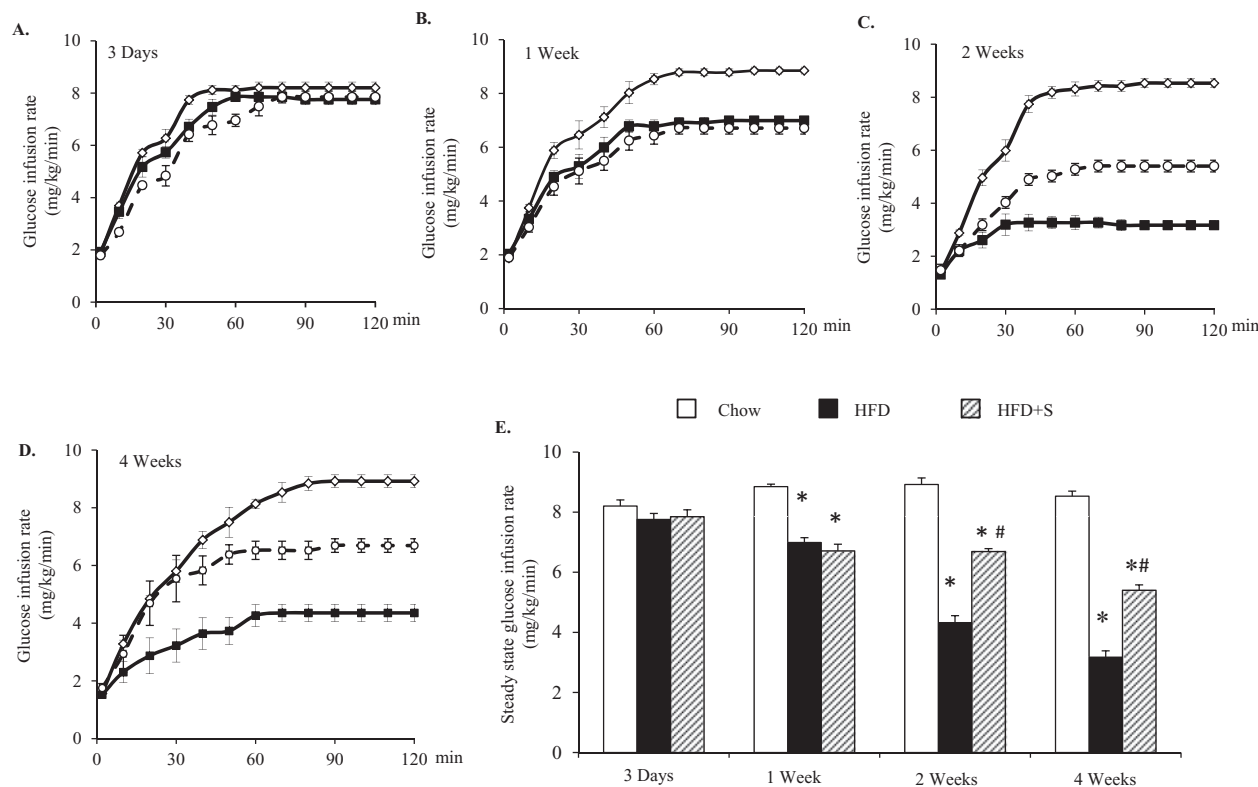 A.
3 Days
Glucose infusion rate
(mg/kg/min)
10
8
6
4
2
0
0 30 60 90 120 min
B.
1 Week
Glucose infusion rate
(mg/kg/min)
10
8
6
4
2
0
0 30 60 90 120 min
C.
2 Weeks
Glucose infusion rate
(mg/kg/min)
10
8
6
4
2
0
0 30 60 90 120 min
D.
4 Weeks
Glucose infusion rate
(mg/kg/min)
10
8
6
4
2
0
0 30 60 90 120 min
Chow HFD HFD+S
E.
Steady state glucose infusion rate
(mg/kg/min)
10
8
6
4
2
0
*
*
*
* #
*
*#
3 Days 1 Week 2 Weeks 4 Weeks